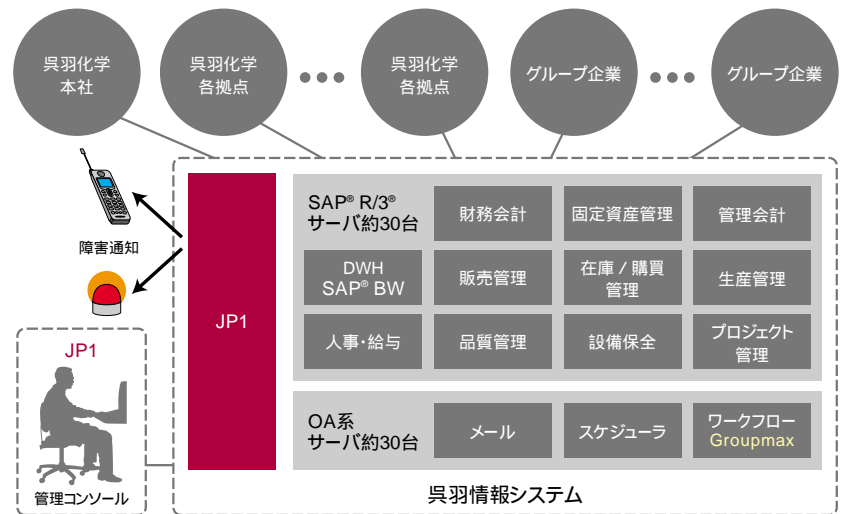 呉羽化学
本社
呉羽化学
各拠点
呉羽化学
各拠点
グループ企業
グループ企業
障害通知
JP1
管理コンソール
JP1
SAP® R/3®
サーバ約30台
財務会計
固定資産管理
管理会計
DWH
SAP® BW
販売管理
在庫 / 購買
管理
生産管理
人事・給与
品質管理
設備保全
プロジェクト
管理
OA系
サーバ約30台
メール
スケジューラ
ワークフロー
Groupmax
呉羽情報システム